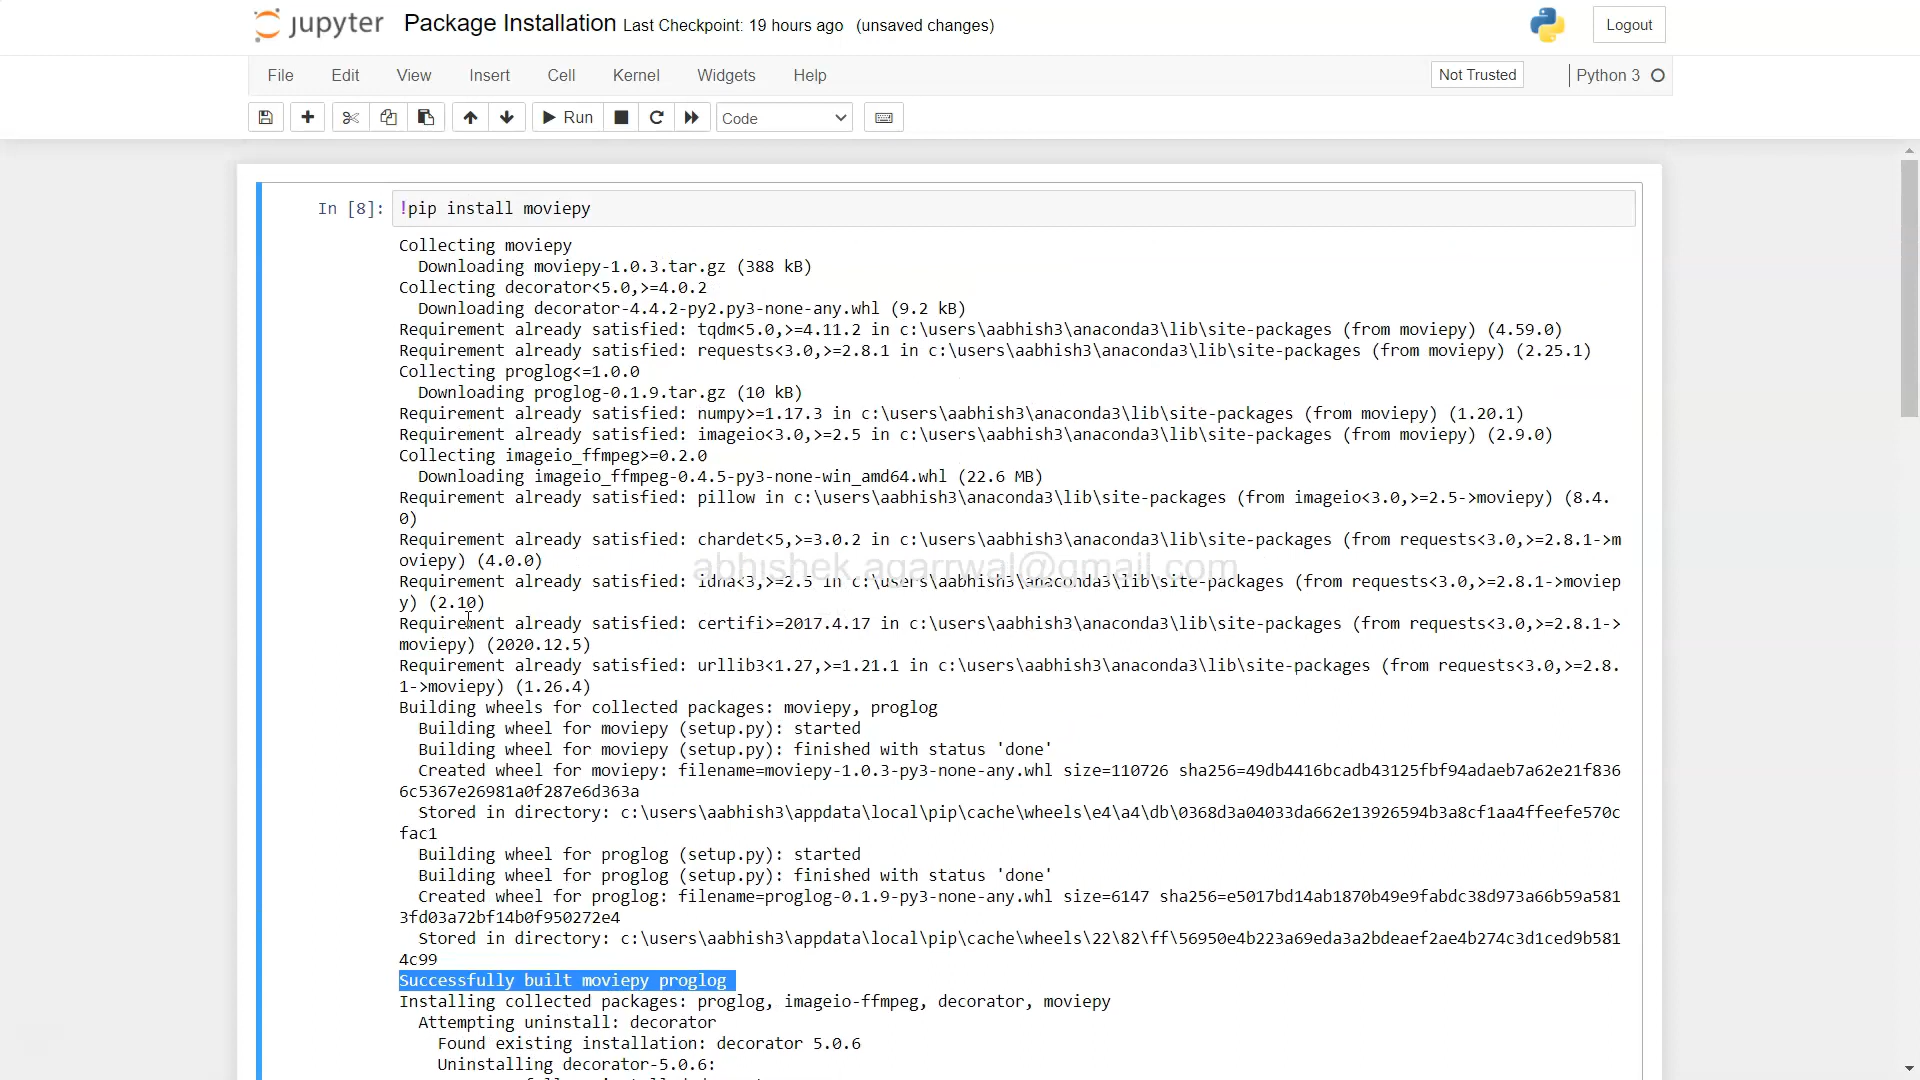 jupyter Package Installation Last Checkpoint: 19 hours ago (unsaved changes) Logout
File Edit View Insert Cell Kernel Widgets Help Not Trusted Python 3
Run Code
In [8]: !pip install moviepy
Collecting moviepy
Downloading moviepy-1.0.3.tar.gz (388 kB)
Collecting decorator<5.0,>=4.0.2
Downloading decorator-4.4.2-py2.py3-none-any.whl (9.2 kB)
Requirement already satisfied: tqdm<5.0,>=4.11.2 in c:\users\aabhish3\anaconda3\lib\site-packages (from moviepy) (4.59.0)
Requirement already satisfied: requests<3.0,>=2.8.1 in c:\users\aabhish3\anaconda3\lib\site-packages (from moviepy) (2.25.1)
Collecting proglog<=1.0.0
Downloading proglog-0.1.9.tar.gz (10 kB)
Requirement already satisfied: numpy>=1.17.3 in c:\users\aabhish3\anaconda3\lib\site-packages (from moviepy) (1.20.1)
Requirement already satisfied: imageio<3.0,>=2.5 in c:\users\aabhish3\anaconda3\lib\site-packages (from moviepy) (2.9.0)
Collecting imageio_ffmpeg>=0.2.0
Downloading imageio_ffmpeg-0.4.5-py3-none-win_amd64.whl (22.6 MB)
Requirement already satisfied: pillow in c:\users\aabhish3\anaconda3\lib\site-packages (from imageio<3.0,>=2.5->moviepy) (8.4.
0)
Requirement already satisfied: chardet<5,>=3.0.2 in c:\users\aabhish3\anaconda3\lib\site-packages (from requests<3.0,>=2.8.1->m
oviepy) (4.0.0)
abhishek.agarrwal@gmail.com
Requirement already satisfied: idna<3,>=2.5 in c:\users\aabhish3\anaconda3\lib\site-packages (from requests<3.0,>=2.8.1->moviep
y) (2.10)
Requirement already satisfied: certifi>=2017.4.17 in c:\users\aabhish3\anaconda3\lib\site-packages (from requests<3.0,>=2.8.1->
moviepy) (2020.12.5)
Requirement already satisfied: urllib3<1.27,>=1.21.1 in c:\users\aabhish3\anaconda3\lib\site-packages (from requests<3.0,>=2.8.
1->moviepy) (1.26.4)
Building wheels for collected packages: moviepy, proglog
Building wheel for moviepy (setup.py): started
Building wheel for moviepy (setup.py): finished with status 'done'
Created wheel for moviepy: filename=moviepy-1.0.3-py3-none-any.whl size=110726 sha256=49db4416bcadb43125fbf94adaeb7a62e21f836
6c5367e26981a0f287e6d363a
Stored in directory: c:\users\aabhish3\appdata\local\pip\cache\wheels\e4\a4\db\0368d3a04033da662e13926594b3a8cf1aa4ffeefe570c
fac1
Building wheel for proglog (setup.py): started
Building wheel for proglog (setup.py): finished with status 'done'
Created wheel for proglog: filename=proglog-0.1.9-py3-none-any.whl size=6147 sha256=e5017bd14ab1870b49e9fabdc38d973a66b59a581
3fd03a72bf14b0f950272e4
Stored in directory: c:\users\aabhish3\appdata\local\pip\cache\wheels\22\82\ff\56950e4b223a69eda3a2bdeaef2ae4b274c3d1ced9b581
4c99
Successfully built moviepy proglog
Installing collected packages: proglog, imageio-ffmpeg, decorator, moviepy
Attempting uninstall: decorator
Found existing installation: decorator 5.0.6
Uninstalling decorator-5.0.6: